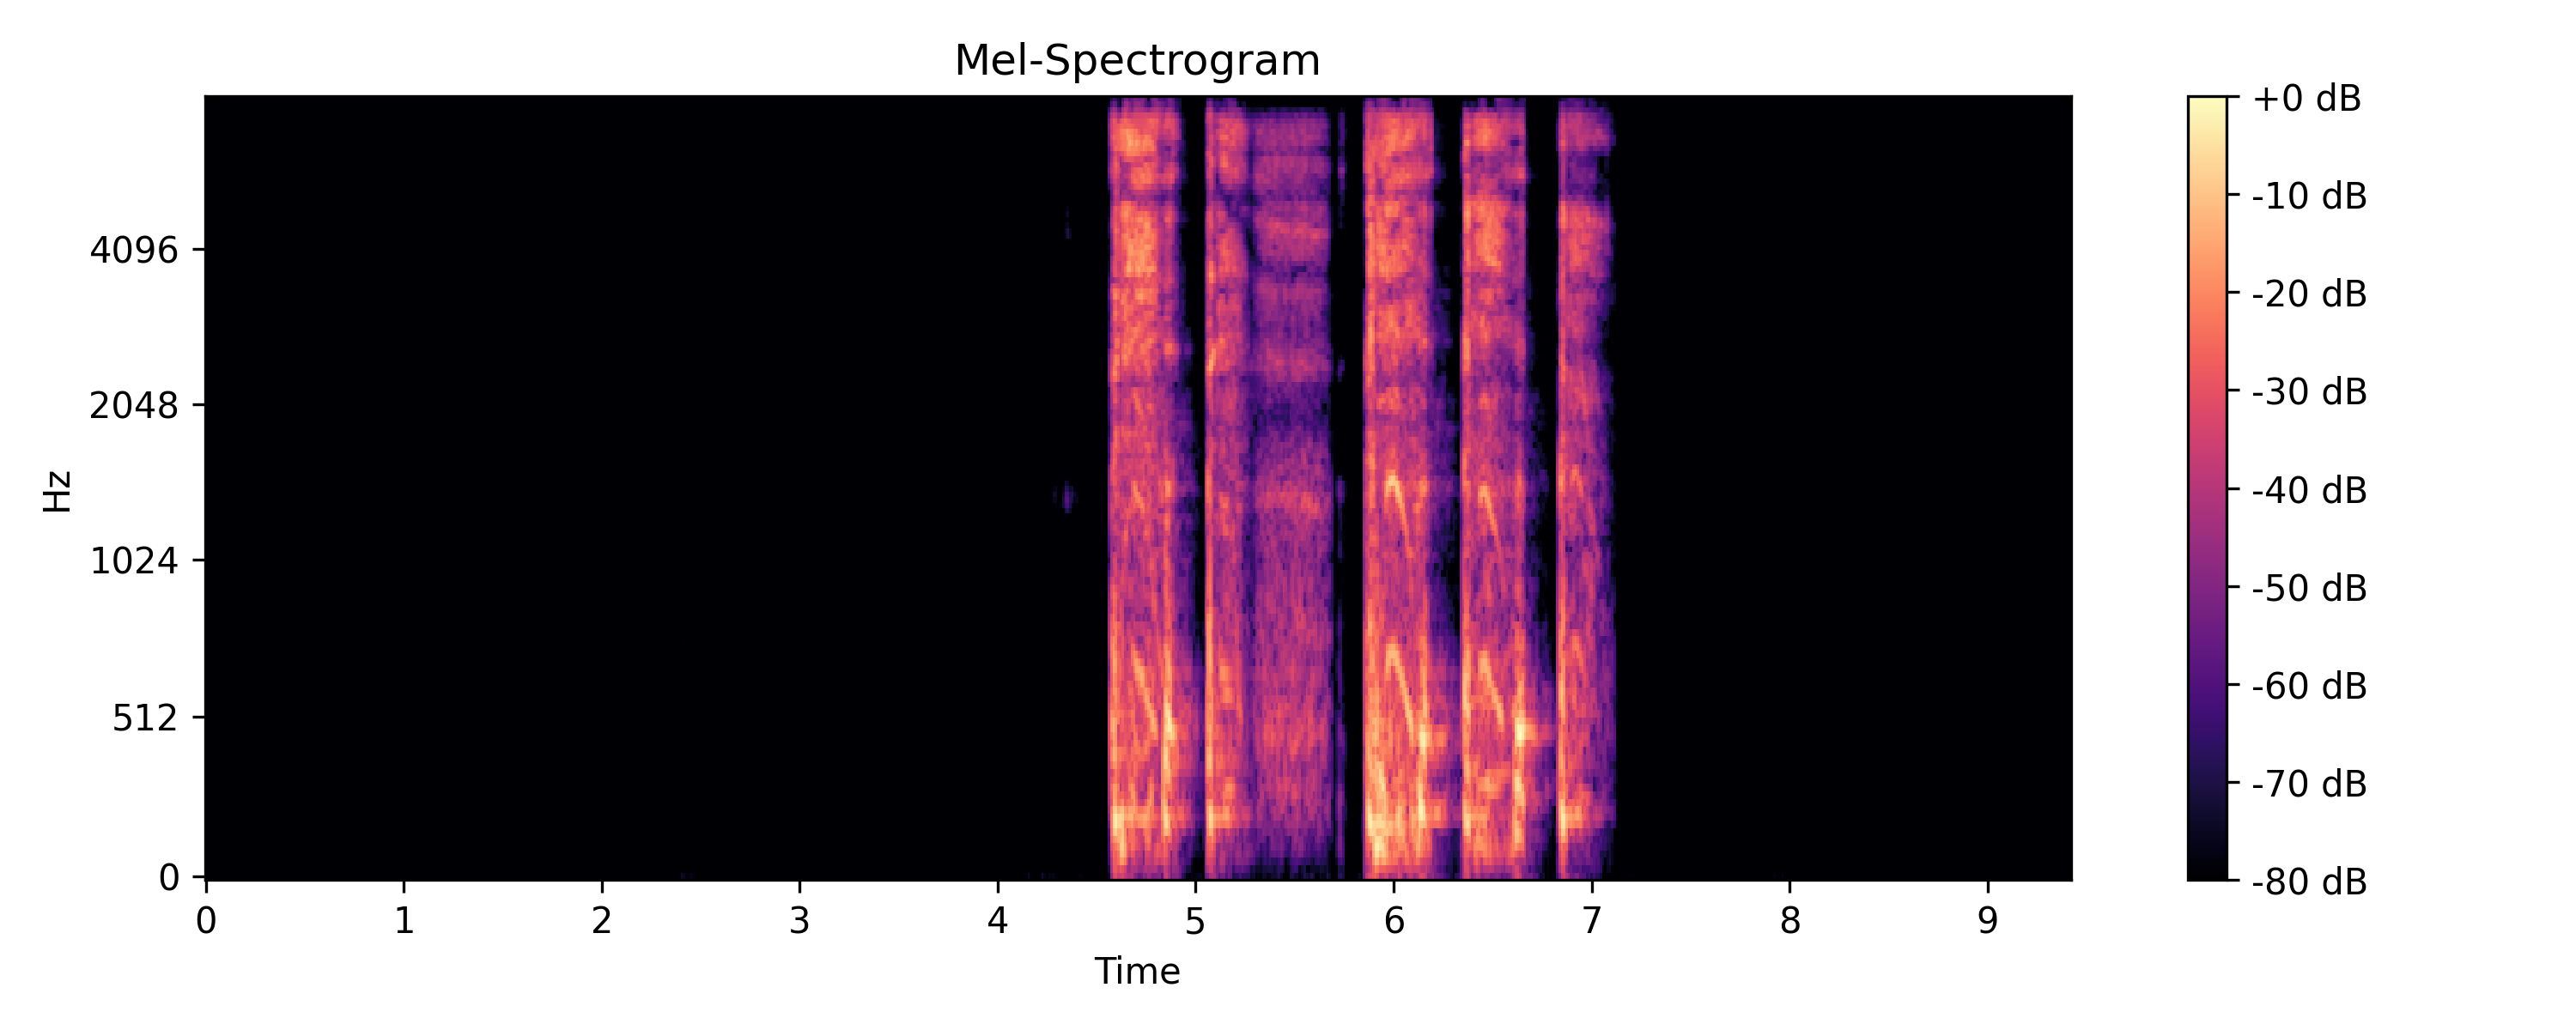 Mel-Spectrogram
+0 dB
-10 dB
-20 dB
-30 dB
-40 dB
-50 dB
-60 dB
-70 dB
-80 dB
Hz
4096
2048
1024
512
0
0 1 2 3 4 5 6 7 8 9
Time